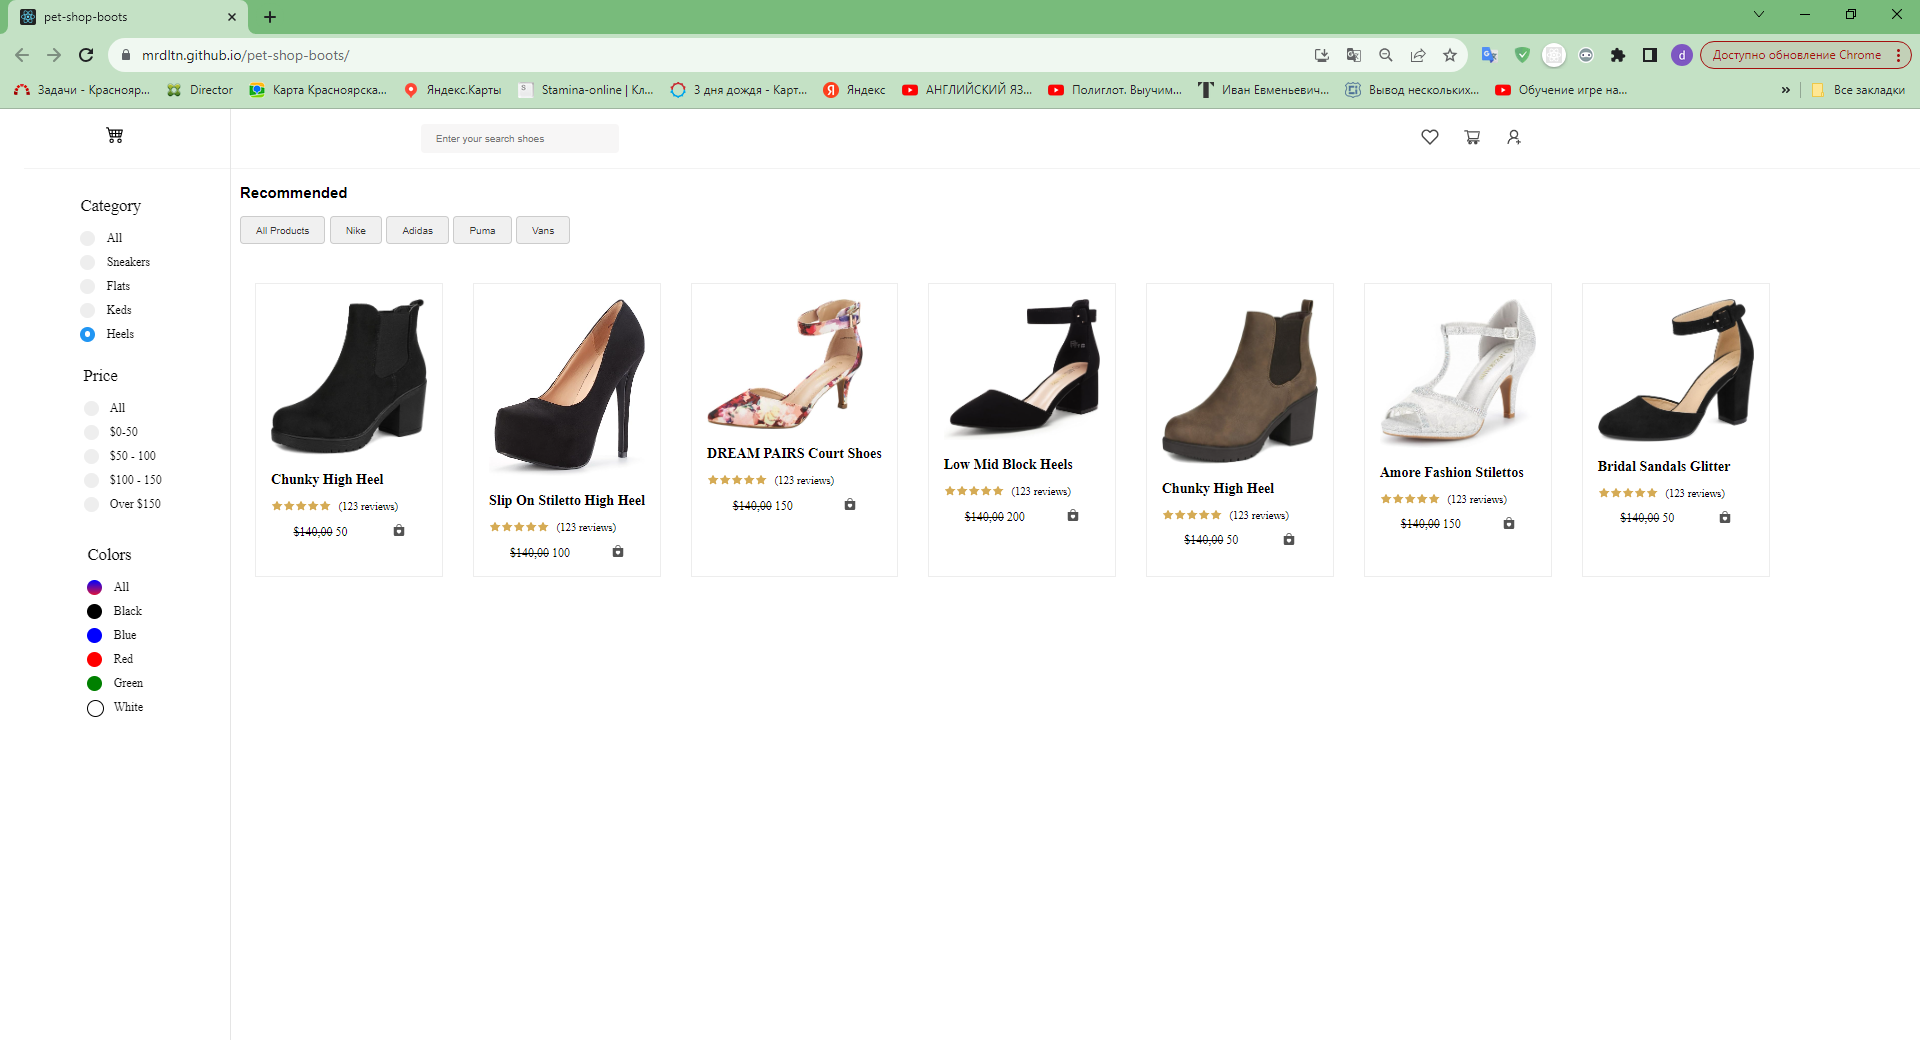 pet-shop-boots
mrdltn.github.io/pet-shop-boots/
d
Доступно обновление Chrome
Задачи - Краснояр...
Director
Карта Красноярска...
Яндекс.Карты
Stamina-online | Кл...
3 дня дождя - Карт...
Яндекс
АНГЛИЙСКИЙ ЯЗ...
Полиглот. Выучим...
Иван Евменьевич...
Вывод нескольких...
Обучение игре на...
»
Все закладки
Enter your search shoes
Recommended
All Products
Nike
Adidas
Puma
Vans
Category
All
Sneakers
Flats
Keds
Heels
Price
All
$0-50
$50 - 100
$100 - 150
Over $150
Colors
All
Black
Blue
Red
Green
White
Chunky High Heel
(123 reviews)
$140,00 50
Slip On Stiletto High Heel
(123 reviews)
$140,00 100
DREAM PAIRS Court Shoes
(123 reviews)
$140,00 150
Low Mid Block Heels
(123 reviews)
$140,00 200
Chunky High Heel
(123 reviews)
$140,00 50
Amore Fashion Stilettos
(123 reviews)
$140,00 150
Bridal Sandals Glitter
(123 reviews)
$140,00 50